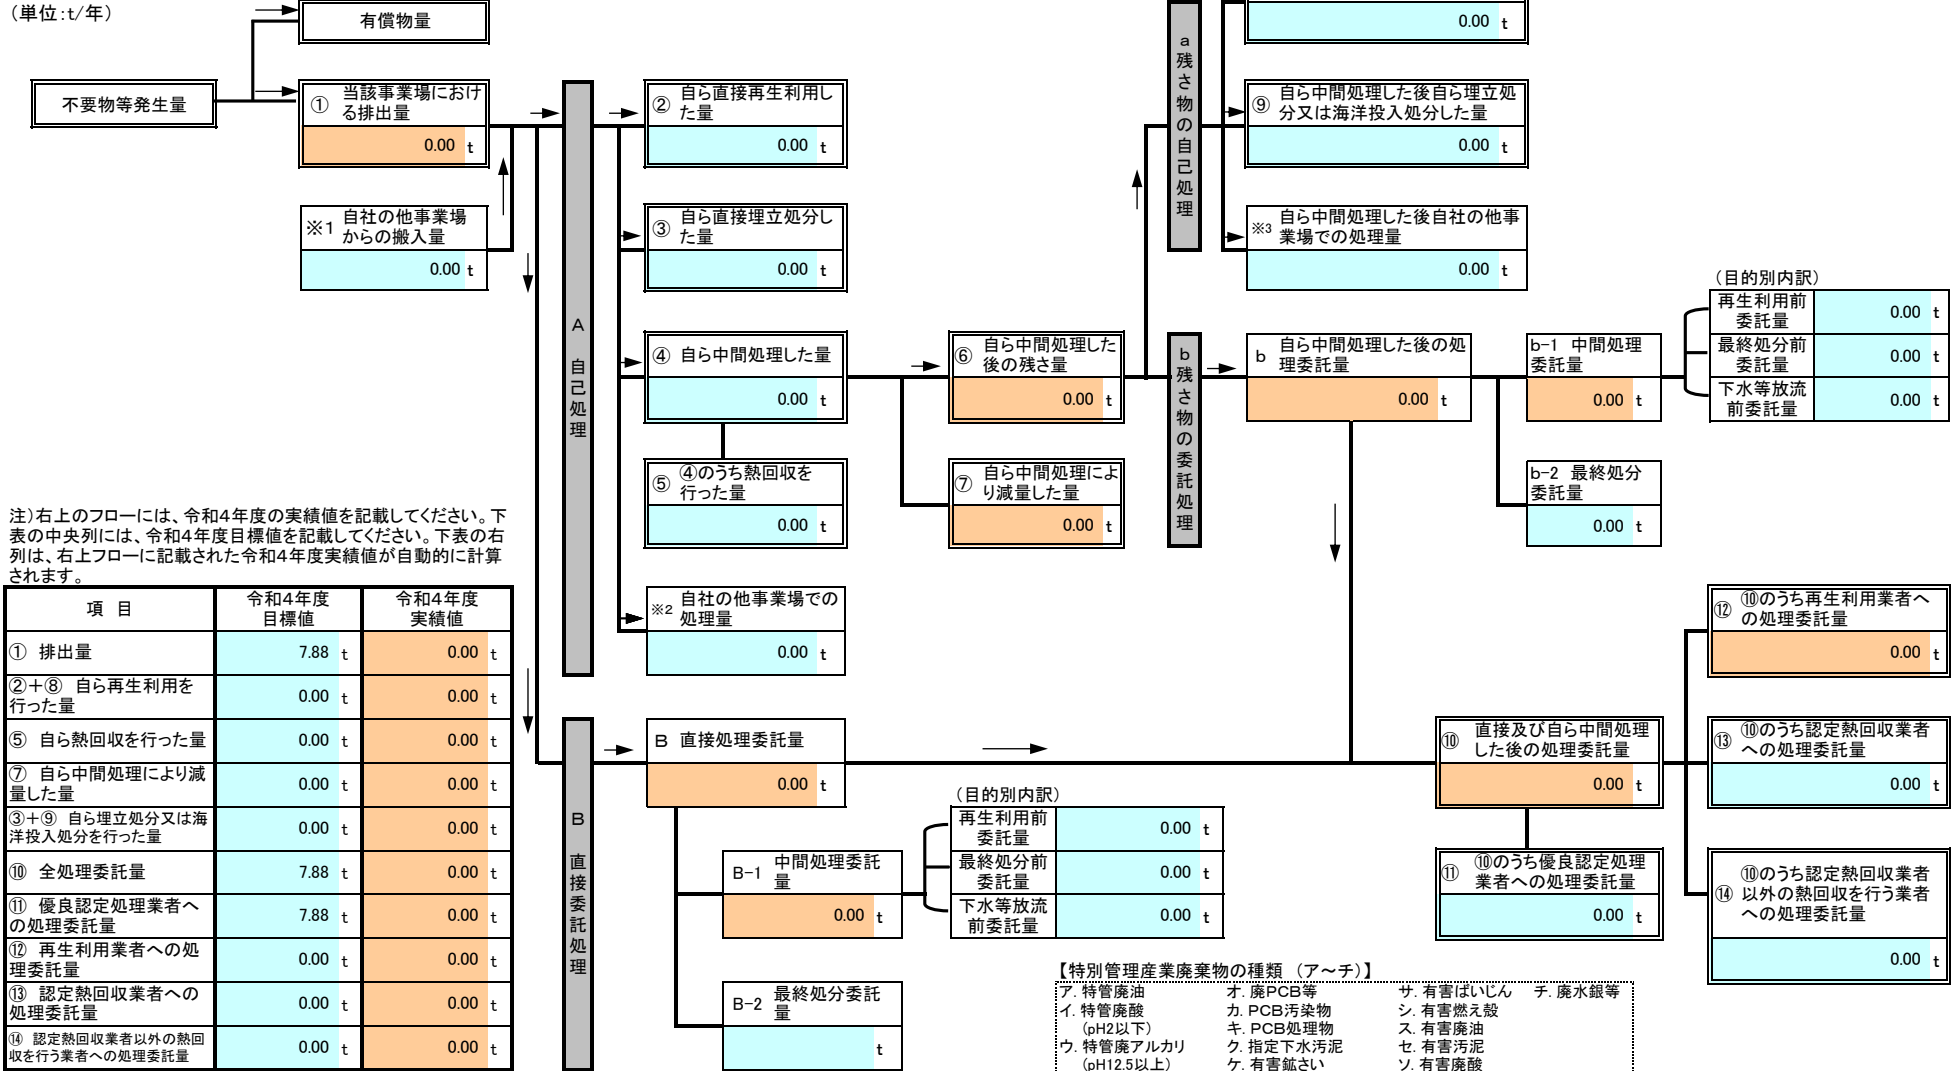 （単位：t/年）
有償物量
不要物等発生量
① 当該事業場におけ
る排出量
0.00 t
※1 自社の他事業場
からの搬入量
0.00 t
A 自己処理
② 自ら直接再生利用し
た量
0.00 t
③ 自ら直接埋立処分し
た量
0.00 t
④ 自ら中間処理した量
0.00 t
⑤ ④のうち熱回収を
行った量
0.00 t
※2 自社の他事業場での
処理量
0.00 t
⑥ 自ら中間処理した
後の残さ量
0.00 t
⑦ 自ら中間処理によ
り減量した量
0.00 t
a 残さ物の自己処理
0.00 t
⑨ 自ら中間処理した後自ら埋立処
分又は海洋投入処分した量
0.00 t
※3 自ら中間処理した後自社の他事
業場での処理量
0.00 t
b 残さ物の委託処理
b 自ら中間処理した後の処
理委託量
0.00 t
b-1 中間処理
委託量
0.00 t
b-2 最終処分
委託量
0.00 t
（目的別内訳）
再生利用前
委託量 0.00 t
最終処分前
委託量 0.00 t
下水等放流
前委託量 0.00 t
注）右上のフローには、令和4年度の実績値を記載してください。下
表の中央列には、令和4年度目標値を記載してください。下表の右
列は、右上フローに記載された令和4年度実績値が自動的に計算
されます。
項 目 令和4年度
目標値 令和4年度
実績値
① 排出量 7.88 t 0.00 t
②＋⑧ 自ら再生利用を
行った量 0.00 t 0.00 t
⑤ 自ら熱回収を行った量 0.00 t 0.00 t
⑦ 自ら中間処理により減
量した量 0.00 t 0.00 t
③＋⑨ 自ら埋立処分又は海
洋投入処分を行った量 0.00 t 0.00 t
⑩ 全処理委託量 7.88 t 0.00 t
⑪ 優良認定処理業者へ
の処理委託量 7.88 t 0.00 t
⑫ 再生利用業者への処
理委託量 0.00 t 0.00 t
⑬ 認定熱回収業者への
処理委託量 0.00 t 0.00 t
⑭ 認定熱回収業者以外の熱回
収を行う業者への処理委託量 0.00 t 0.00 t
B 直接委託処理
B 直接処理委託量
0.00 t
B-1 中間処理委託
量
0.00 t
B-2 最終処分委託
量
t
（目的別内訳）
再生利用前
委託量 0.00 t
最終処分前
委託量 0.00 t
下水等放流
前委託量 0.00 t
⑩ 直接及び自ら中間処理
した後の処理委託量
0.00 t
⑪ ⑩のうち優良認定処理
業者への処理委託量
0.00 t
⑫ ⑩のうち再生利用業者へ
の処理委託量
0.00 t
⑬ ⑩のうち認定熱回収業者
への処理委託量
0.00 t
⑭ ⑩のうち認定熱回収業者
以外の熱回収を行う業者
への処理委託量
0.00 t
【特別管理産業廃棄物の種類 （ア～チ）】
ア. 特管廃油 オ. 廃PCB等 サ. 有害ばいじん チ. 廃水銀等
イ. 特管廃酸 カ. PCB汚染物 シ. 有害燃え殻
（pH2以下） キ. PCB処理物 ス. 有害廃油
ウ. 特管廃アルカリ ク. 指定下水汚泥 セ. 有害汚泥
（pH12.5以上） ケ. 有害鉱さい ソ. 有害廃酸